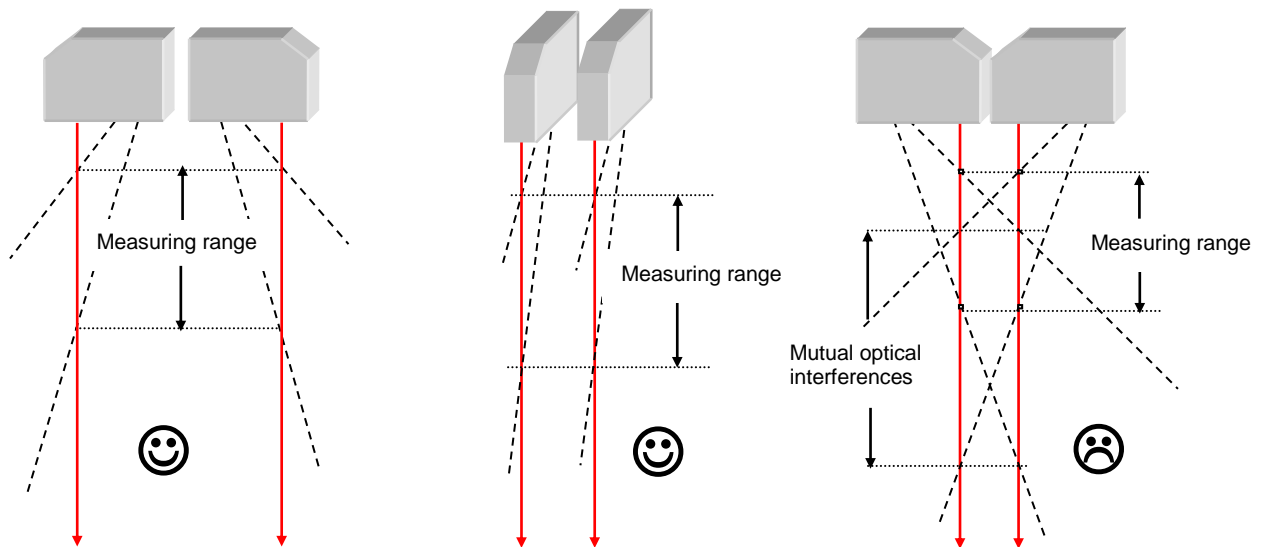 Measuring range
Measuring range
Measuring range
Mutual optical
interferences